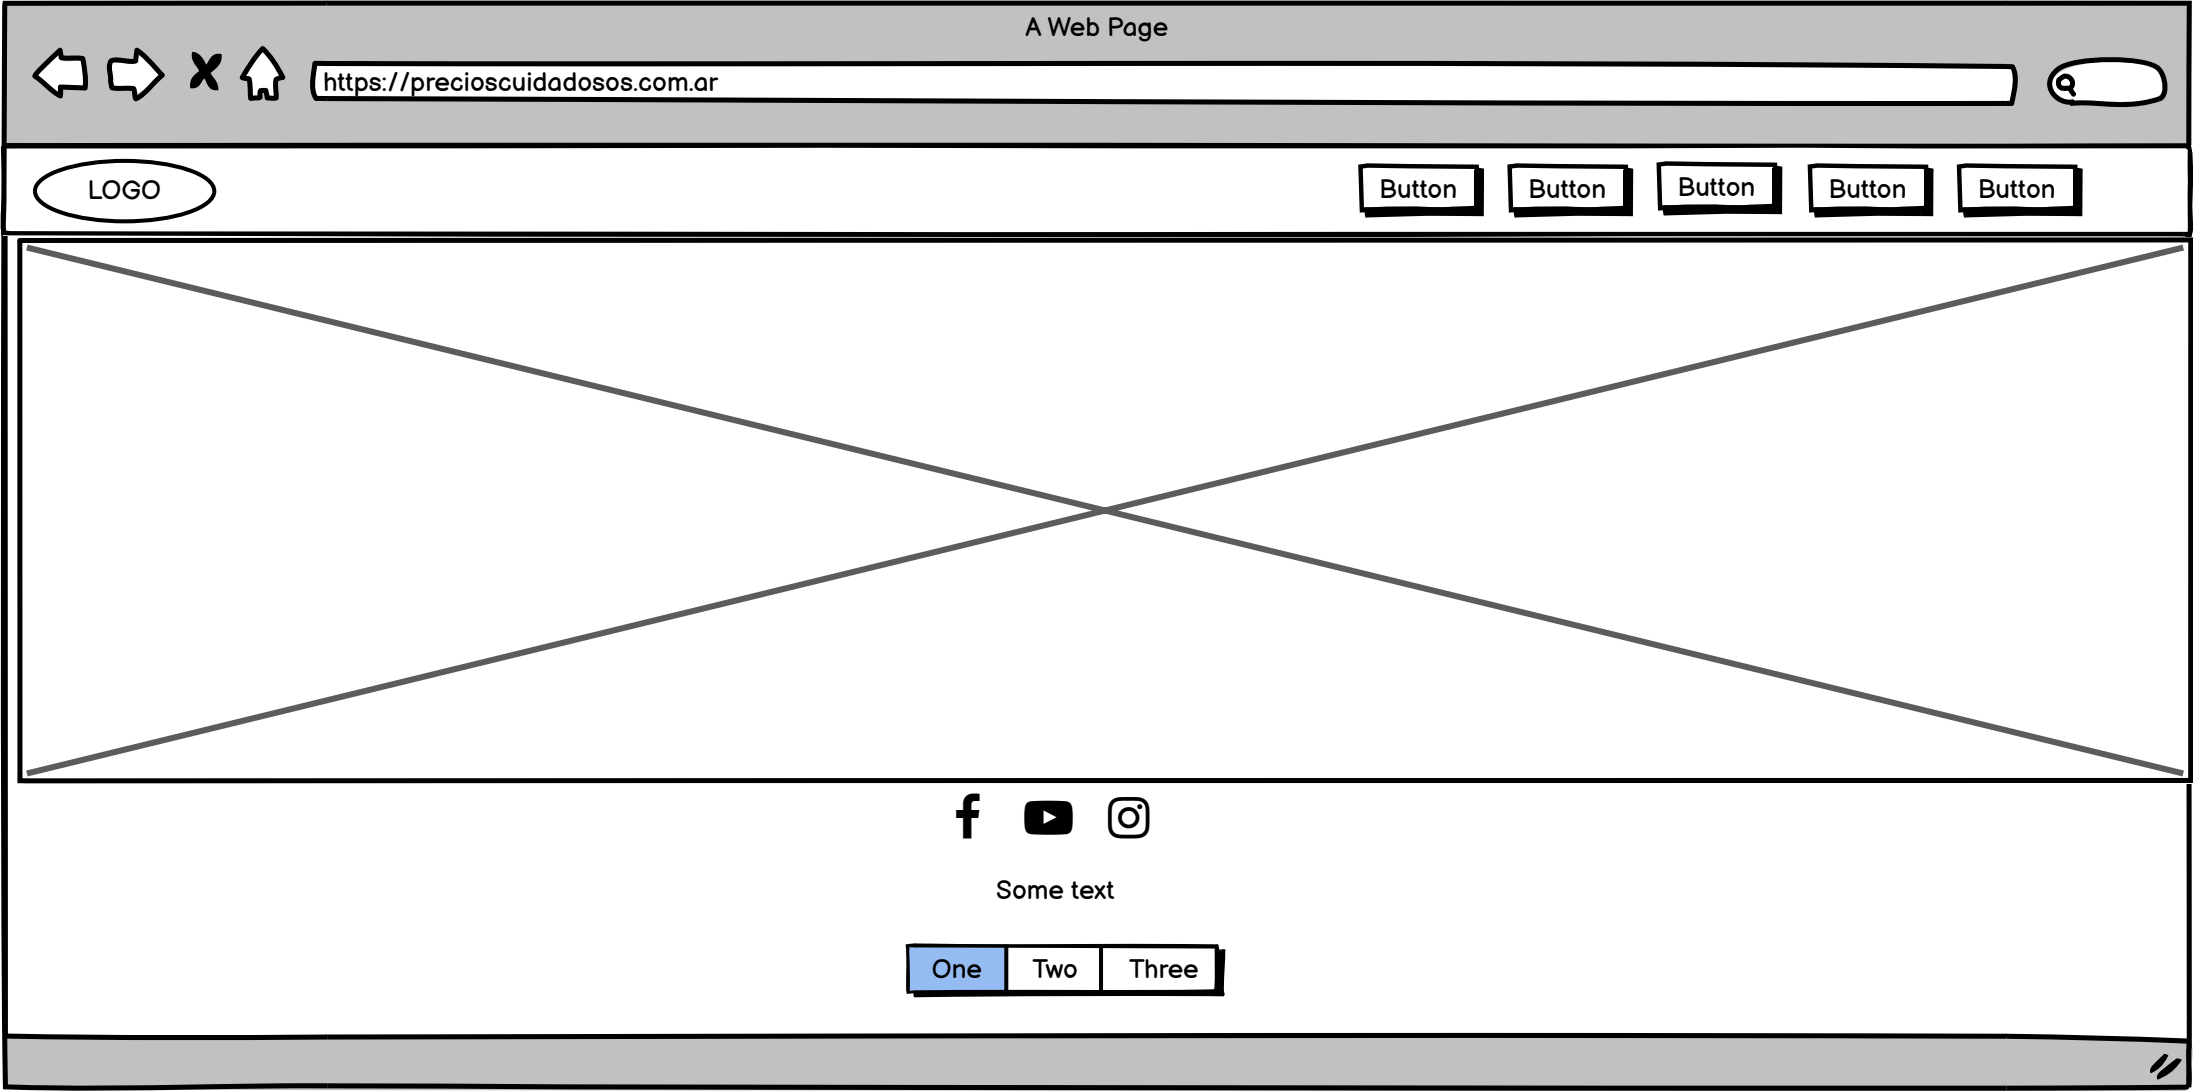 A Web Page
https://precioscuidadosos.com.ar
LOGO
Button Button Button Button Button
Some text
One Two Three